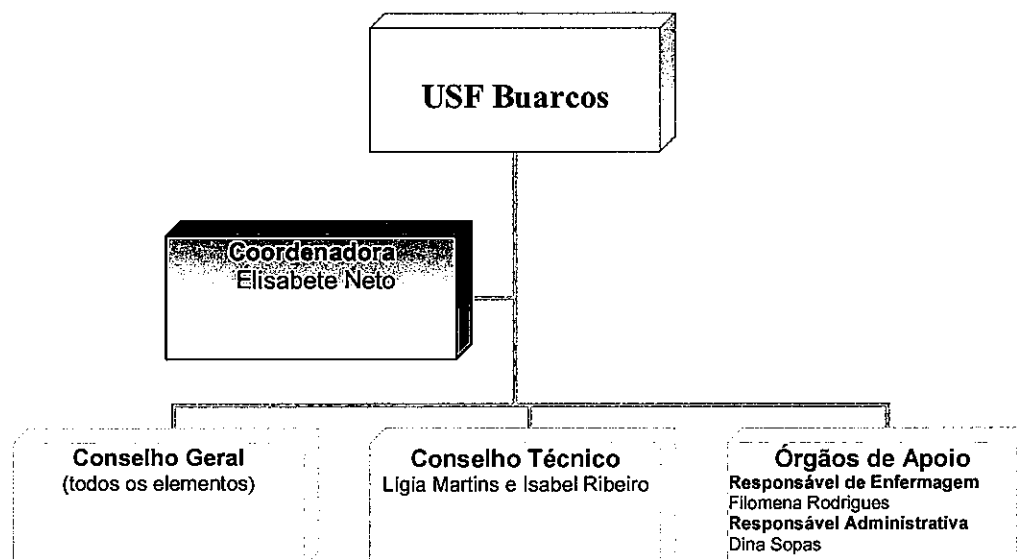 USF Buarcos
Coordenadora
Elisabete Neto
Conselho Geral
(todos os elementos)
Conselho Técnico
Lígia Martins e Isabel Ribeiro
Órgãos de Apoio
Responsável de Enfermagem
Filomena Rodrigues
Responsável Administrativa
Dina Sopas